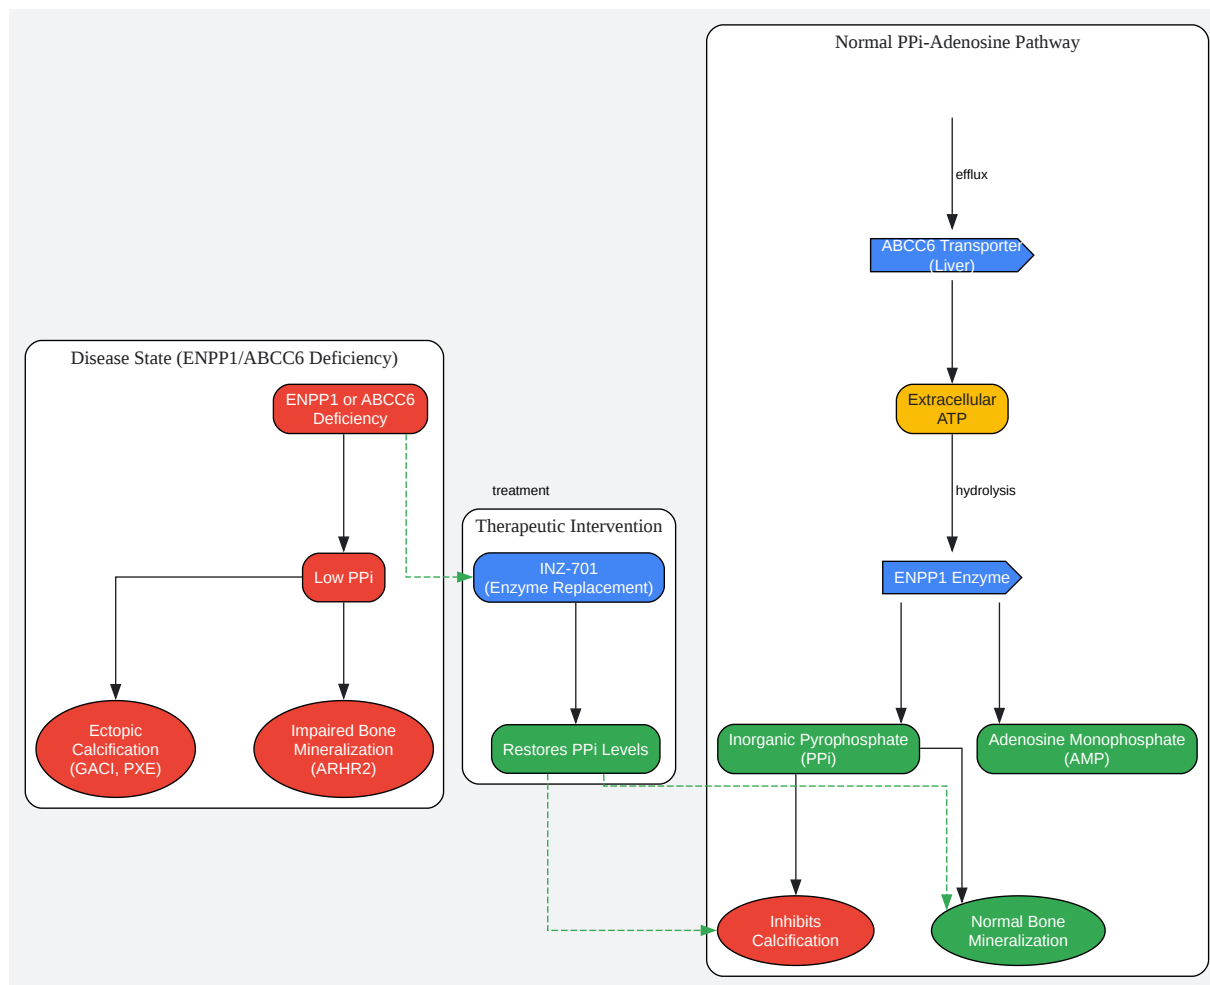 Normal PPi-Adenosine Pathway
efflux
ABCC6 Transporter
(Liver)
Extracellular
ATP
hydrolysis
ENPP1 Enzyme
Inorganic Pyrophosphate
(PPi)
Adenosine Monophosphate
(AMP)
Inhibits
Calcification
Normal Bone
Mineralization
Disease State (ENPP1/ABCC6 Deficiency)
ENPP1 or ABCC6
Deficiency
Low PPi
Ectopic
Calcification
(GACI, PXE)
Impaired Bone
Mineralization
(ARHR2)
treatment
Therapeutic Intervention
INZ-701
(Enzyme Replacement)
Restores PPi Levels